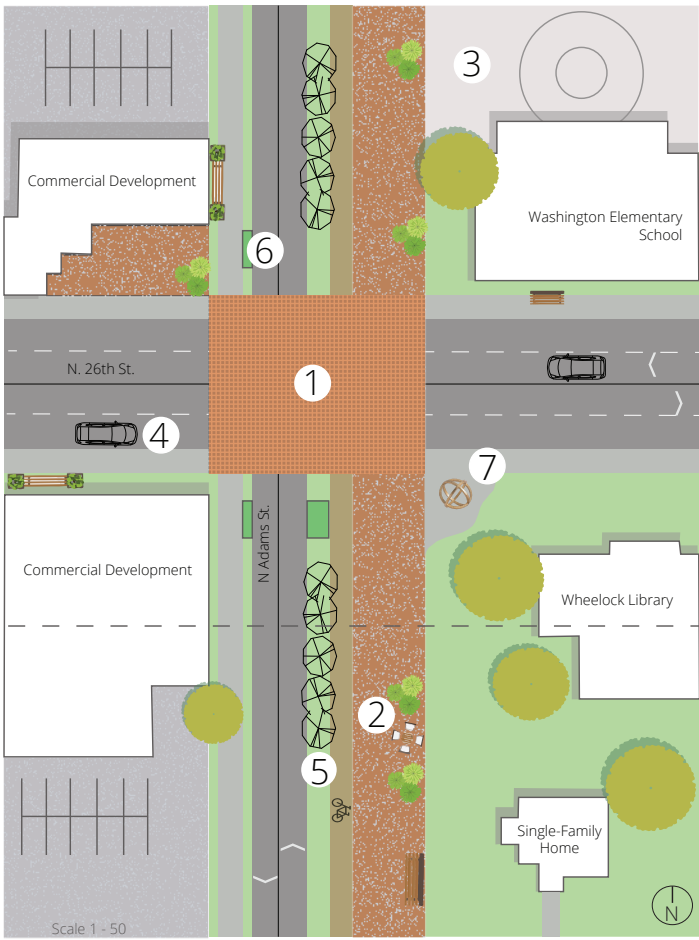 3
Commercial Development
Washington Elementary
School
6
N. 26th St.
1
4
7
N Adams St.
Commercial Development
Wheelock Library
2
5
Single-Family
Home
N
Scale 1 - 50